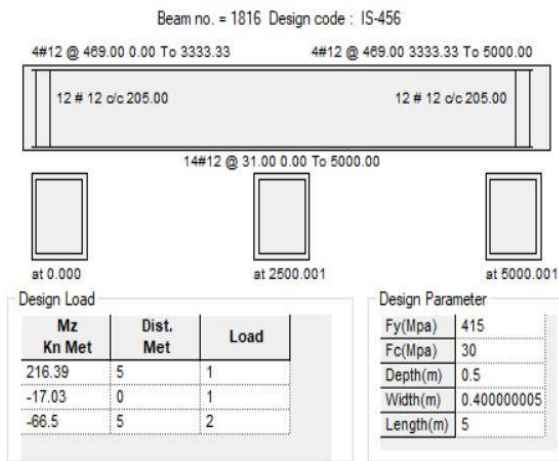 Beam no. = 1816 Design code : IS-456
4#12 @ 469.00 0.00 To 3333.33 4#12 @ 469.00 3333.33 To 5000.00
12 # 12 c/c 205.00 12 # 12 c/c 205.00
14#12 @ 31.00 0.00 To 5000.00
at 0.000 at 2500.001 at 5000.001
Design Load
Mz Kn Met Dist. Met Load
216.39 5 1
-17.03 0 1
-66.5 5 2
Design Parameter
Fy(Mpa) 415
Fc(Mpa) 30
Depth(m) 0.5
Width(m) 0.400000005
Length(m) 5